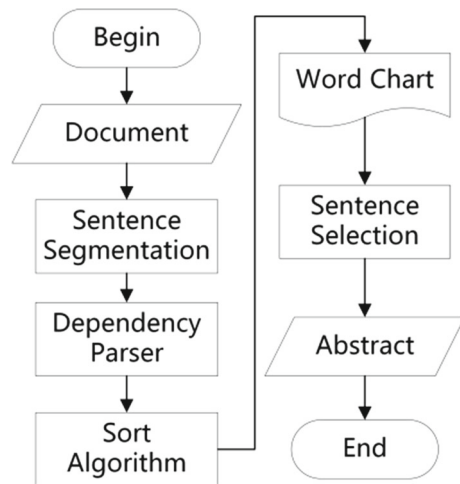 Begin
Document
Sentence
Segmentation
Dependency
Parser
Sort
Algorithm
Word Chart
Sentence
Selection
Abstract
End